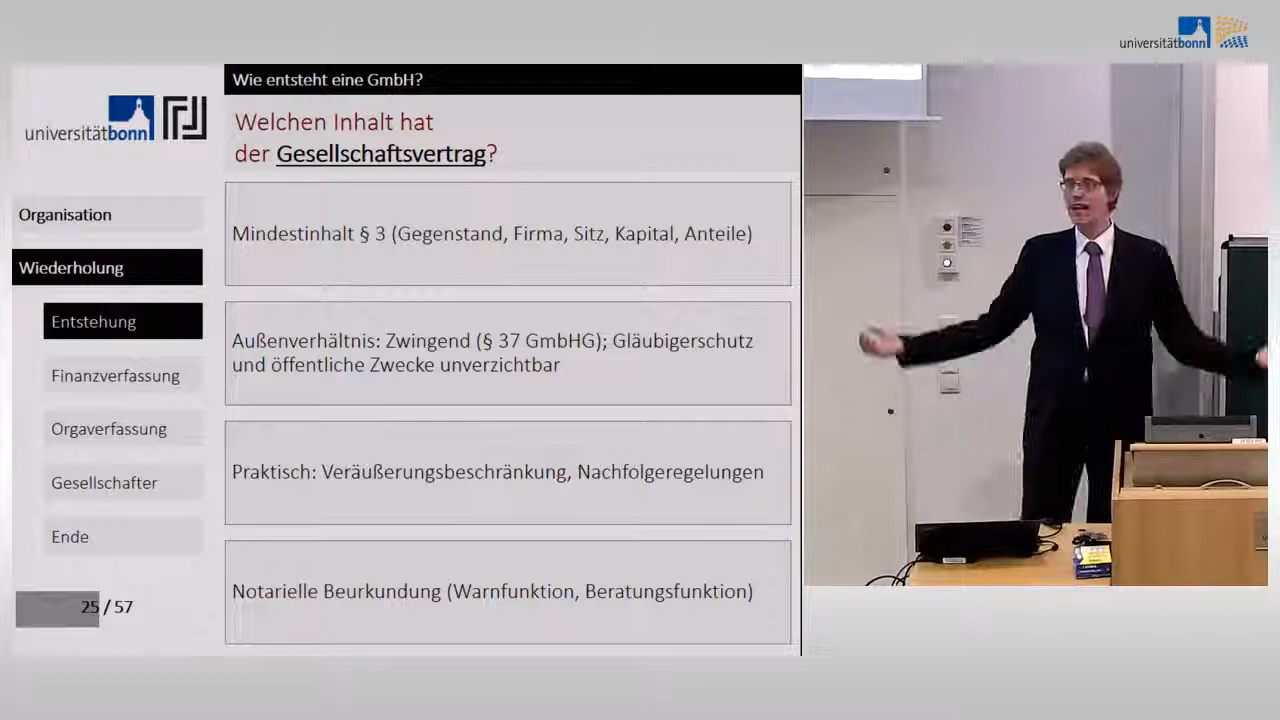 universitätbonn
Wie entsteht eine GmbH?
universitätbonn
Welchen Inhalt hat
der Gesellschaftsvertrag?
Organisation
Wiederholung
Entstehung
Finanzverfassung
Orgaverfassung
Gesellschafter
Ende
25 / 57
Mindestinhalt § 3 (Gegenstand, Firma, Sitz, Kapital, Anteile)
Außenverhältnis: Zwingend (§ 37 GmbHG); Gläubigerschutz
und öffentliche Zwecke unverzichtbar
Praktisch: Veräußerungsbeschränkung, Nachfolgeregelungen
Notarielle Beurkundung (Warnfunktion, Beratungsfunktion)